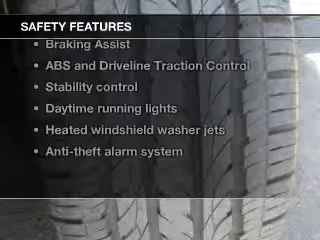 SAFETY FEATURES
• Braking Assist
• ABS and Driveline Traction Control
• Stability control
• Daytime running lights
• Heated windshield washer jets
• Anti-theft alarm system